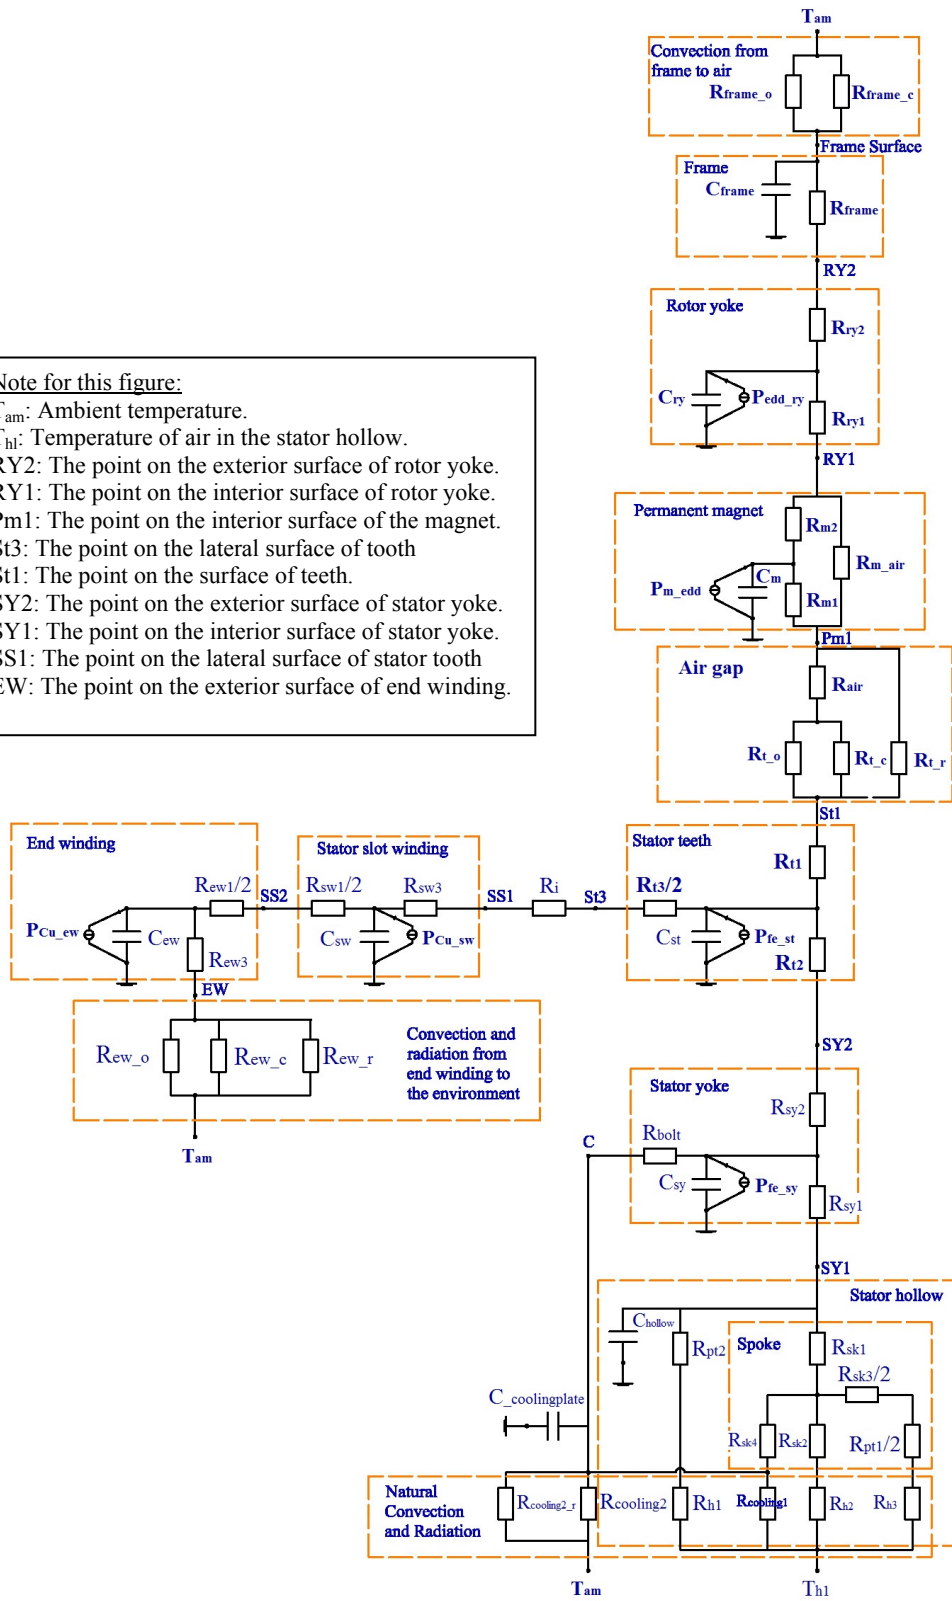 Tam
Convection from
frame to air
Rframe_o
Rframe_c
Frame Surface
Frame
Cframe
Rframe
RY2
Rotor yoke
Rry2
Cry
Pedd_ry
Rry1
RY1
Note for this figure:
Tam: Ambient temperature.
Thl: Temperature of air in the stator hollow.
RY2: The point on the exterior surface of rotor yoke.
RY1: The point on the interior surface of rotor yoke.
Pm1: The point on the interior surface of the magnet.
St3: The point on the lateral surface of tooth
St1: The point on the surface of teeth.
SY2: The point on the exterior surface of stator yoke.
SY1: The point on the interior surface of stator yoke.
SS1: The point on the lateral surface of stator tooth
EW: The point on the exterior surface of end winding.
Permanent magnet
Rm2
Rm_air
Cm
Pm_edd
Rm1
Pm1
Air gap
Rair
Rt_o
Rt_c
Rt_r
St1
End winding
Rew1/2
SS2
PCu_ew
Cew
Rew3
EW
Stator slot winding
Rsw1/2
Rsw3
SS1
Csw
PCu_sw
Ri
St3
Stator teeth
Rt1
Rt3/2
Cst
Pfe_st
Rt2
Rew_o
Rew_c
Rew_r
Convection and
radiation from
end winding to
the environment
Tam
SY2
Stator yoke
Rsy2
C
Rbolt
Csy
Pfe_sy
Rsy1
SY1
Stator hollow
Chollow
Rpt2
Spoke
Rsk1
Rsk3/2
C_coolingplate
Rsk4
Rsk2
Rpt1/2
Natural
Convection
and Radiation
Rcooling2_r
Rcooling2
Rh1
Rcooling1
Rh2
Rh3
Tam
Th1